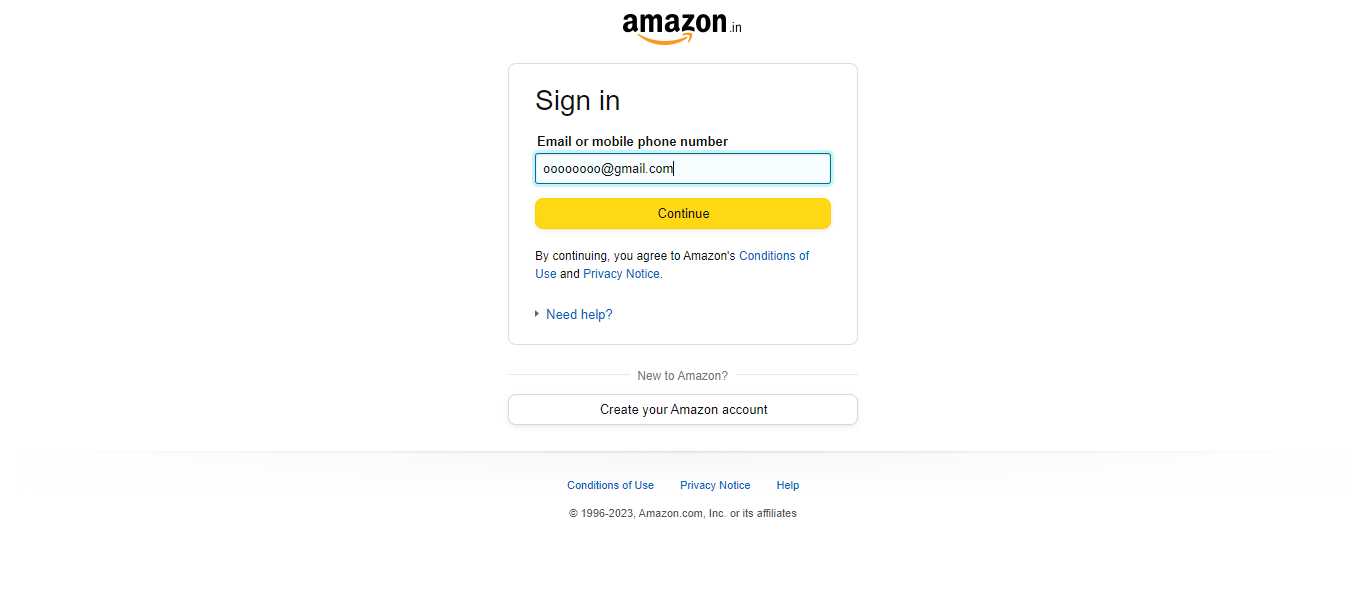 amazon.in
Sign in
Email or mobile phone number
oooooooo@gmail.com
Continue
By continuing, you agree to Amazon's Conditions of
Use and Privacy Notice.
Need help?
New to Amazon?
Create your Amazon account
Conditions of Use Privacy Notice Help
© 1996-2023, Amazon.com, Inc. or its affiliates